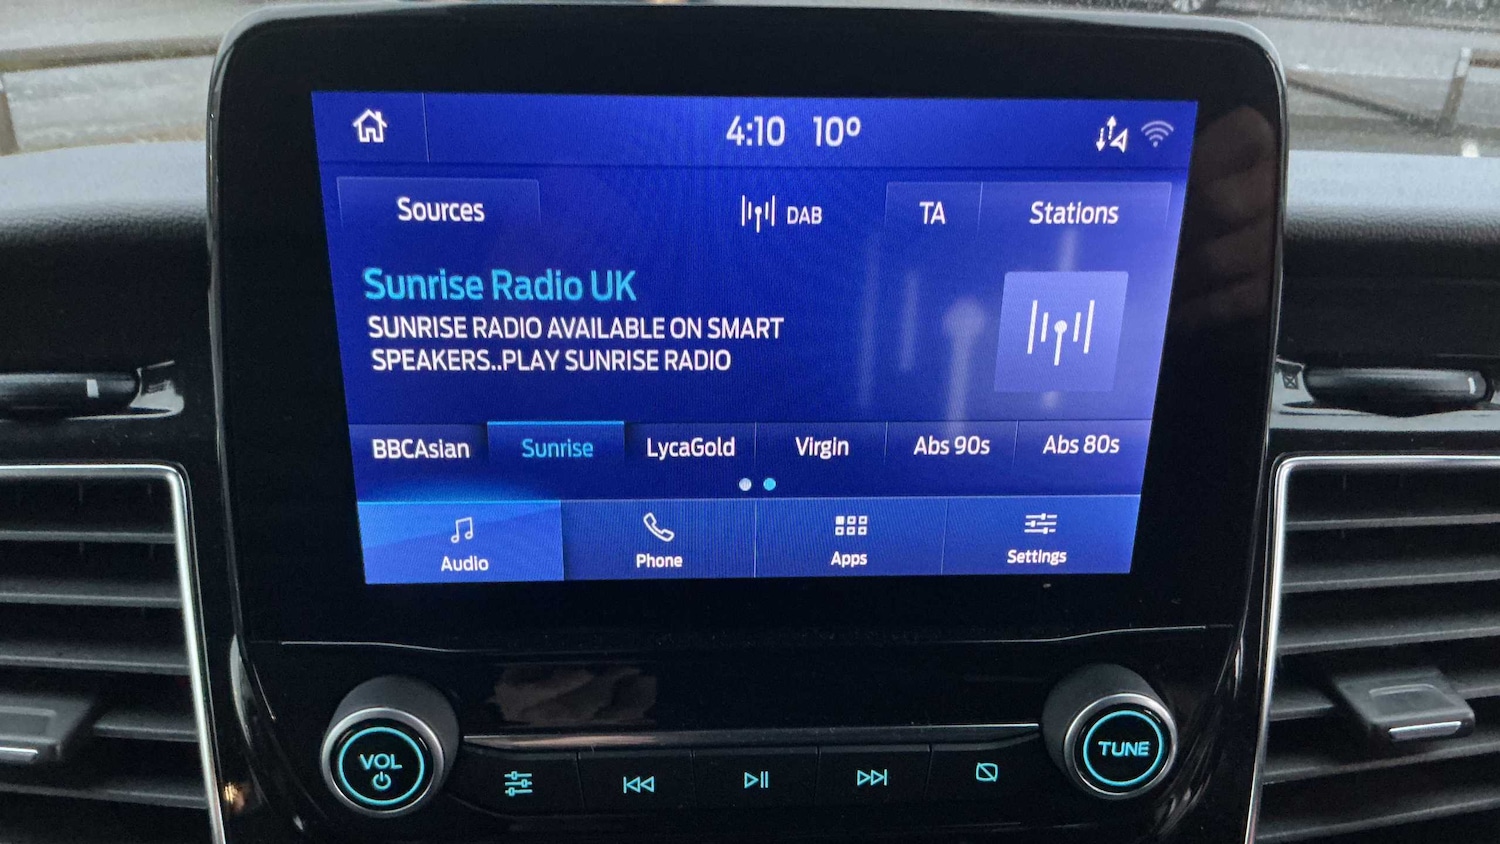 4:10 10°
Sources DAB TA Stations
Sunrise Radio UK
SUNRISE RADIO AVAILABLE ON SMART
SPEAKERS..PLAY SUNRISE RADIO
BBCAsian Sunrise LycaGold Virgin Abs 90s Abs 80s
Audio Phone Apps Settings
VOL TUNE